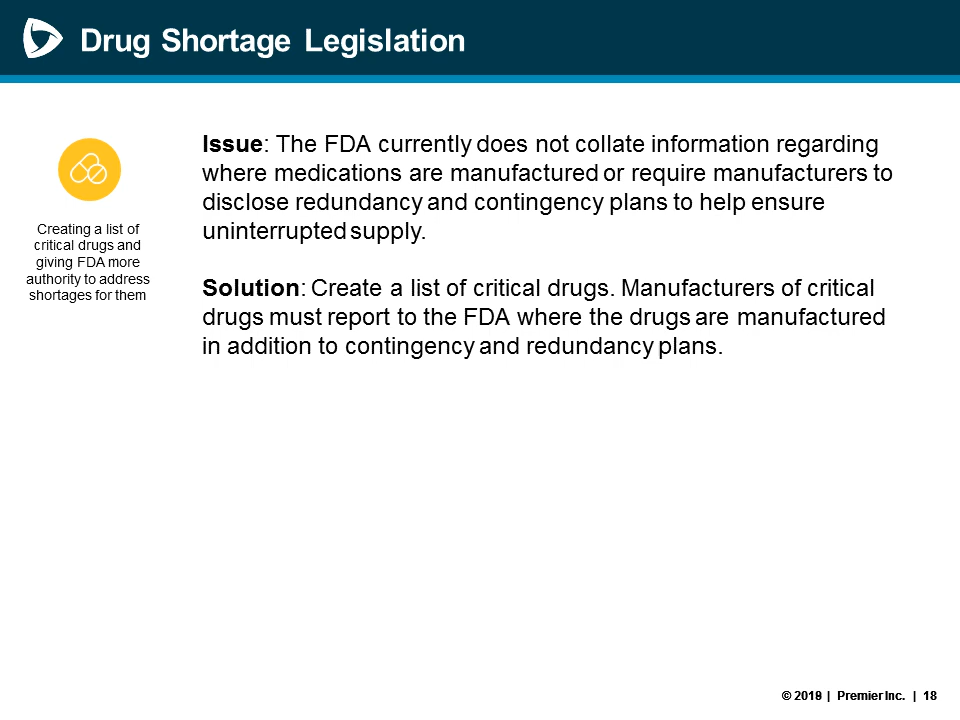 Drug Shortage Legislation
Creating a list of
critical drugs and
giving FDA more
authority to address
shortages for them
Issue: The FDA currently does not collate information regarding
where medications are manufactured or require manufacturers to
disclose redundancy and contingency plans to help ensure
uninterrupted supply.
Solution: Create a list of critical drugs. Manufacturers of critical
drugs must report to the FDA where the drugs are manufactured
in addition to contingency and redundancy plans.
© | Premier Inc. | 18